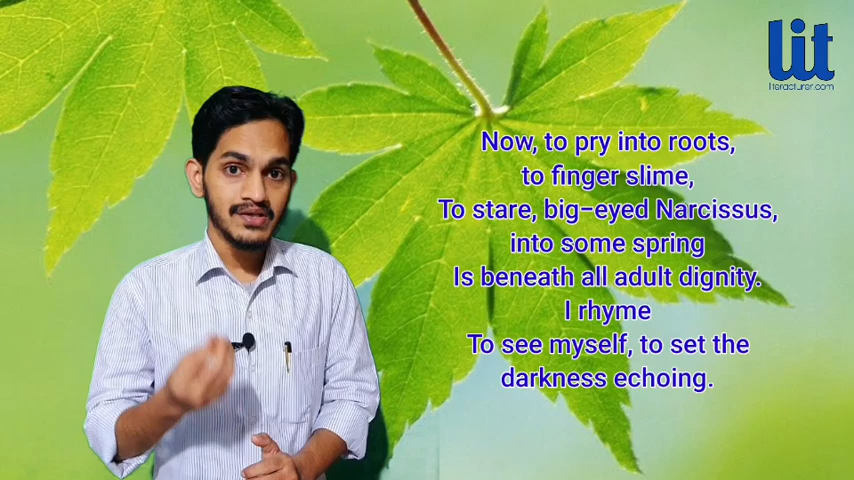 lit
literacturer.com
Now, to pry into roots,
to finger slime,
To stare, big-eyed Narcissus,
into some spring
Is beneath all adult dignity.
I rhyme
To see myself, to set the
darkness echoing.